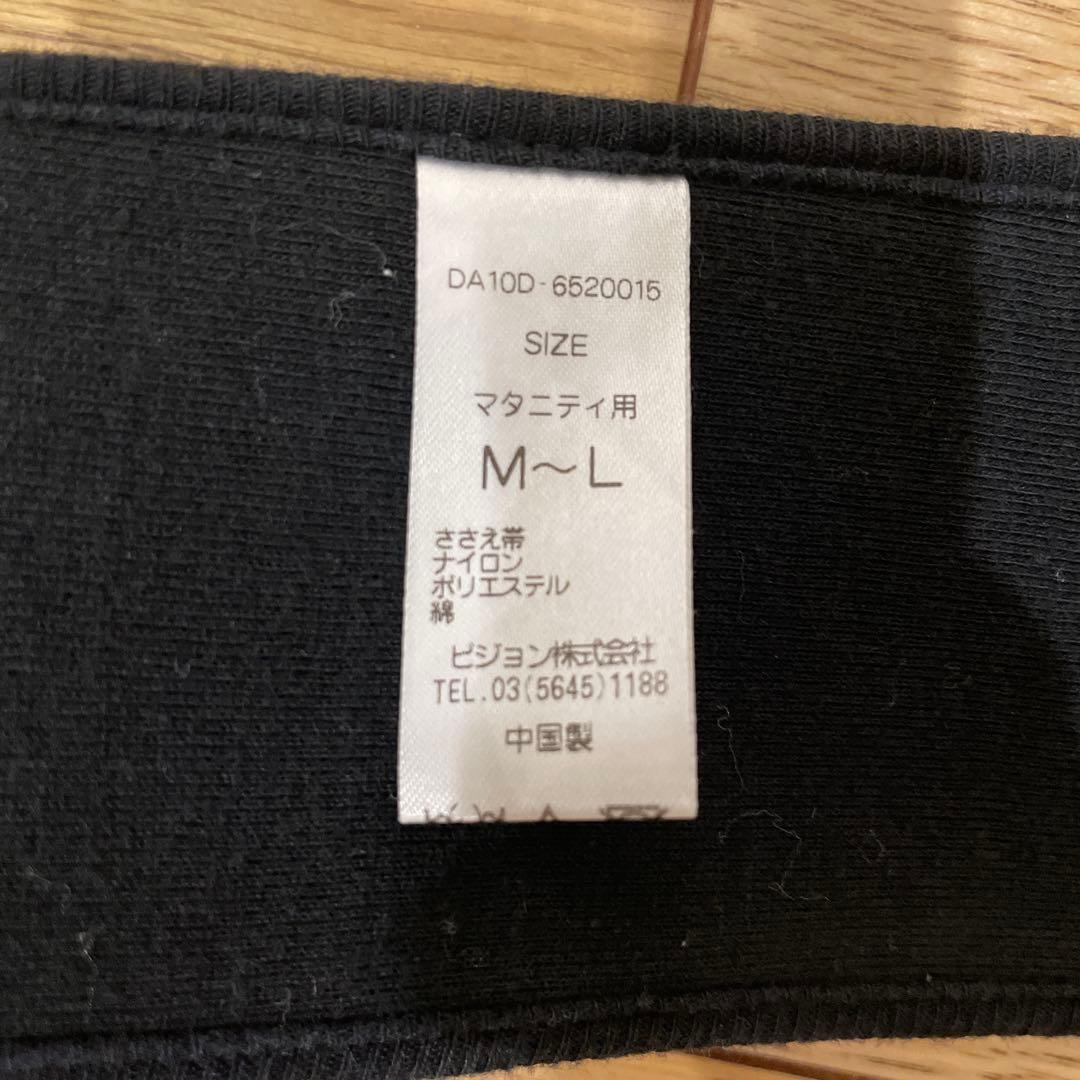 DA10D-6520015
SIZE
マタニティ用
M～L
ささえ帯
ナイロン
ポリエステル
綿
ピジョン株式会社
TEL.03(5645)1188
中国製